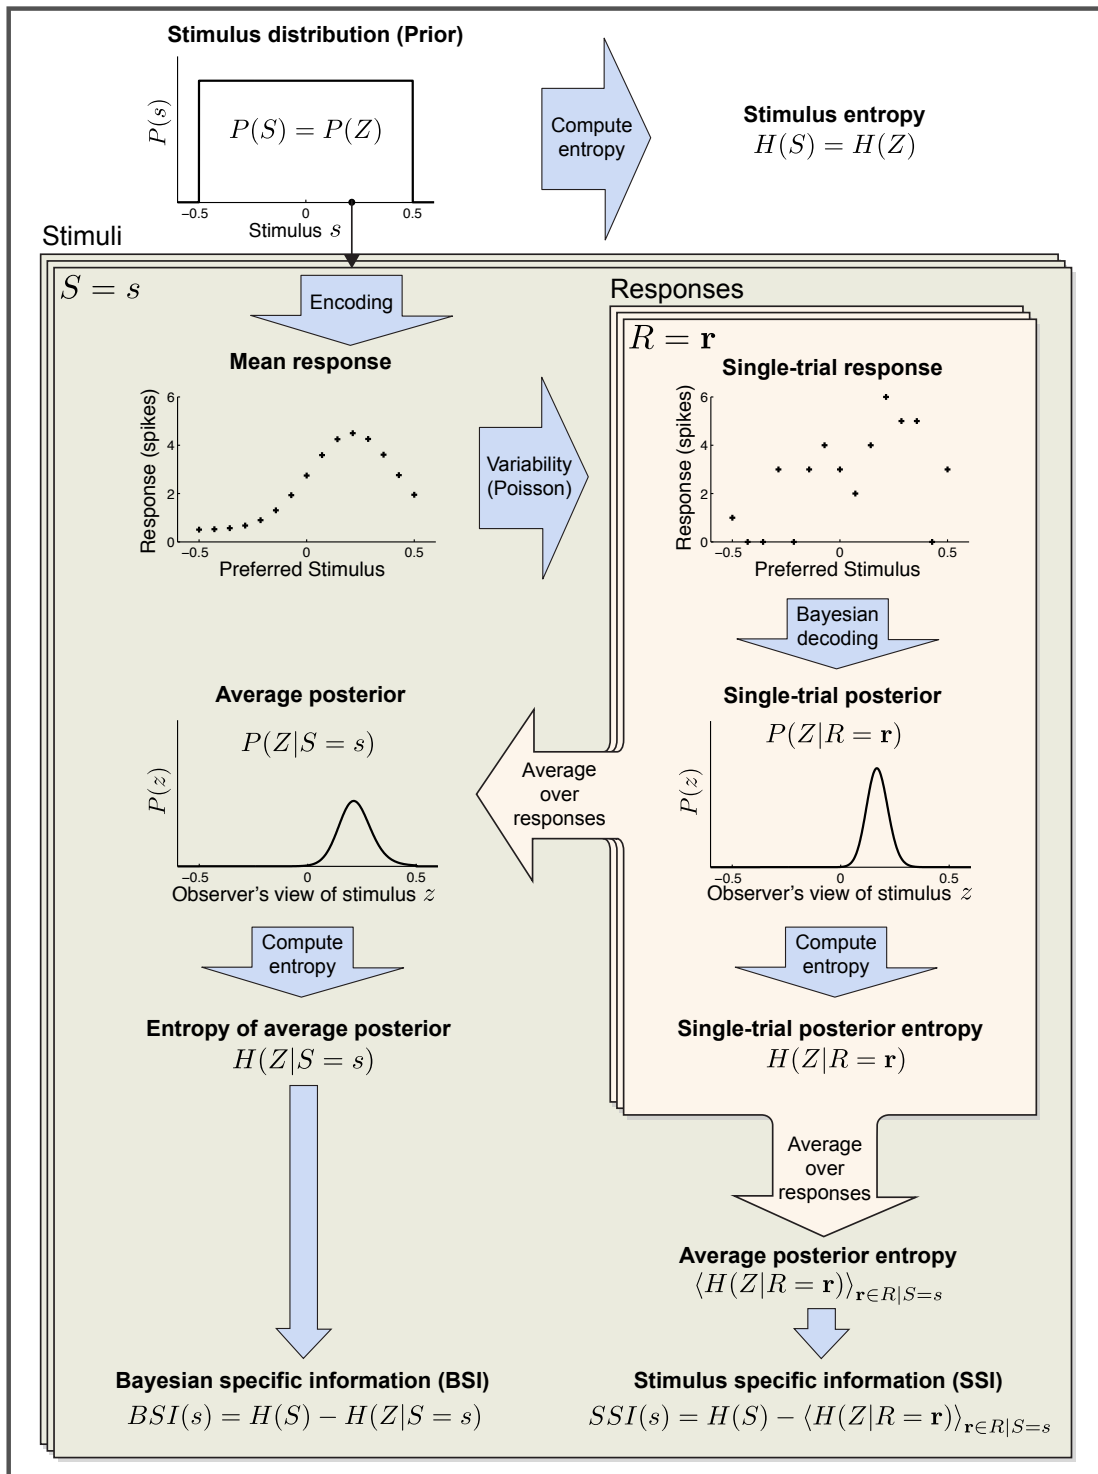 Stimulus distribution (Prior)
P(s)
P(S) = P(Z)
−0.5
0
0.5
Stimulus s
Compute
entropy
Stimulus entropy
H(S) = H(Z)
Stimuli
S = s
Encoding
Mean response
Response (spikes)
6
4
2
0
−0.5
0
0.5
Preferred Stimulus
Variability
(Poisson)
Responses
R = r
Single-trial response
Response (spikes)
6
4
2
0
−0.5
0
0.5
Preferred Stimulus
Bayesian
decoding
Average posterior
P(Z|S = s)
P(z)
−0.5
0
0.5
Observer's view of stimulus z
Average
over
responses
Single-trial posterior
P(Z|R = r)
P(z)
−0.5
0
0.5
Observer's view of stimulus z
Compute
entropy
Compute
entropy
Entropy of average posterior
H(Z|S = s)
Single-trial posterior entropy
H(Z|R = r)
Average
over
responses
Average posterior entropy
⟨H(Z|R = r)⟩r∈R|S=s
Bayesian specific information (BSI)
BSI(s) = H(S) − H(Z|S = s)
Stimulus specific information (SSI)
SSI(s) = H(S) − ⟨H(Z|R = r)⟩r∈R|S=s